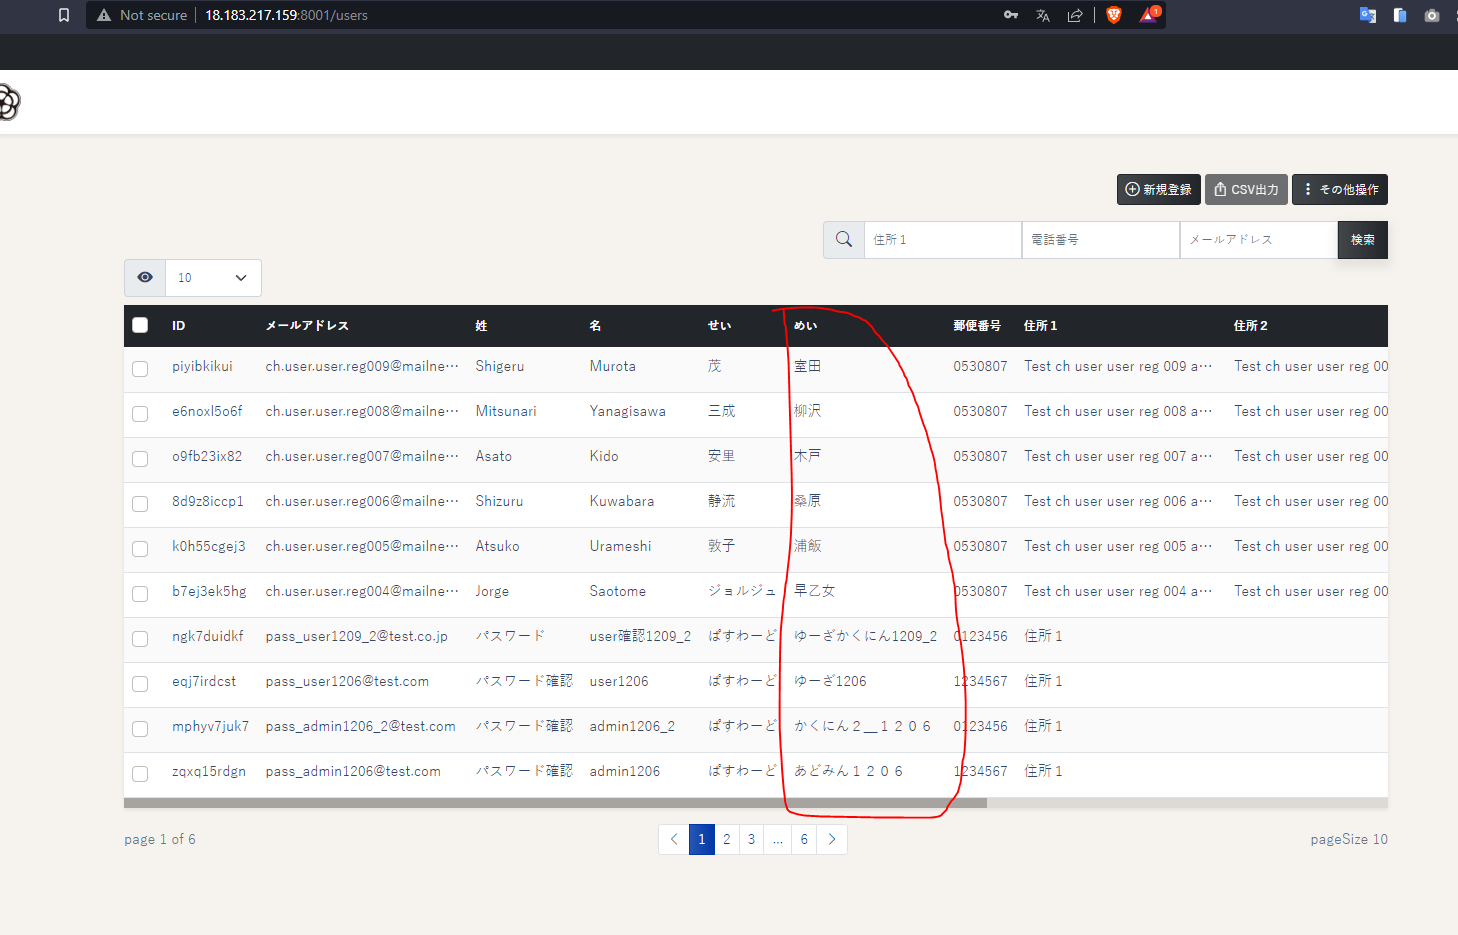 Not secure 18.183.217.159:8001/users 1
新規登録 CSV出力 その他操作
住所１ 電話番号 メールアドレス 検索
10
ID メールアドレス 姓 名 せい めい 郵便番号 住所１ 住所２
piyibkikui ch.user.user.reg009@mailne… Shigeru Murota 茂 室田 0530807 Test ch user user reg 009 a… Test ch user user reg 00
e6noxl5o6f ch.user.user.reg008@mailne… Mitsunari Yanagisawa 三成 柳沢 0530807 Test ch user user reg 008 a… Test ch user user reg 00
o9fb23ix82 ch.user.user.reg007@mailne… Asato Kido 安里 木戸 0530807 Test ch user user reg 007 a… Test ch user user reg 00
8d9z8iccp1 ch.user.user.reg006@mailne… Shizuru Kuwabara 静流 桑原 0530807 Test ch user user reg 006 a… Test ch user user reg 00
k0h55cgej3 ch.user.user.reg005@mailne… Atsuko Urameshi 敦子 浦飯 0530807 Test ch user user reg 005 a… Test ch user user reg 00
b7ej3ek5hg ch.user.user.reg004@mailne… Jorge Saotome ジョルジュ 早乙女 0530807 Test ch user user reg 004 a… Test ch user user reg 00
ngk7duidkf pass_user1209_2@test.co.jp パスワード user確認1209_2 ぱすわーど ゆーざかくにん1209_2 0123456 住所１
eqj7irdcst pass_user1206@test.com パスワード確認 user1206 ぱすわーど ゆーざ1206 1234567 住所１
mphyv7juk7 pass_admin1206_2@test.com パスワード確認 admin1206_2 ぱすわーど かくにん２＿１２０６ 0123456 住所１
zqxq15rdgn pass_admin1206@test.com パスワード確認 admin1206 ぱすわーど あどみん１２０６ 1234567 住所１
page 1 of 6 < 1 2 3 … 6 > pageSize 10